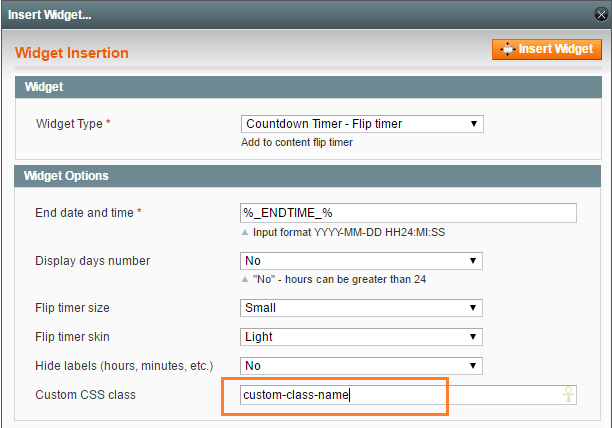 Insert Widget...
Widget Insertion
Insert Widget
Widget
Widget Type *
Countdown Timer - Flip timer
Add to content flip timer
Widget Options
End date and time *
%_ENDTIME_%
Input format YYYY-MM-DD HH24:MI:SS
Display days number
No
"No" - hours can be greater than 24
Flip timer size
Small
Flip timer skin
Light
Hide labels (hours, minutes, etc.)
No
Custom CSS class
custom-class-name